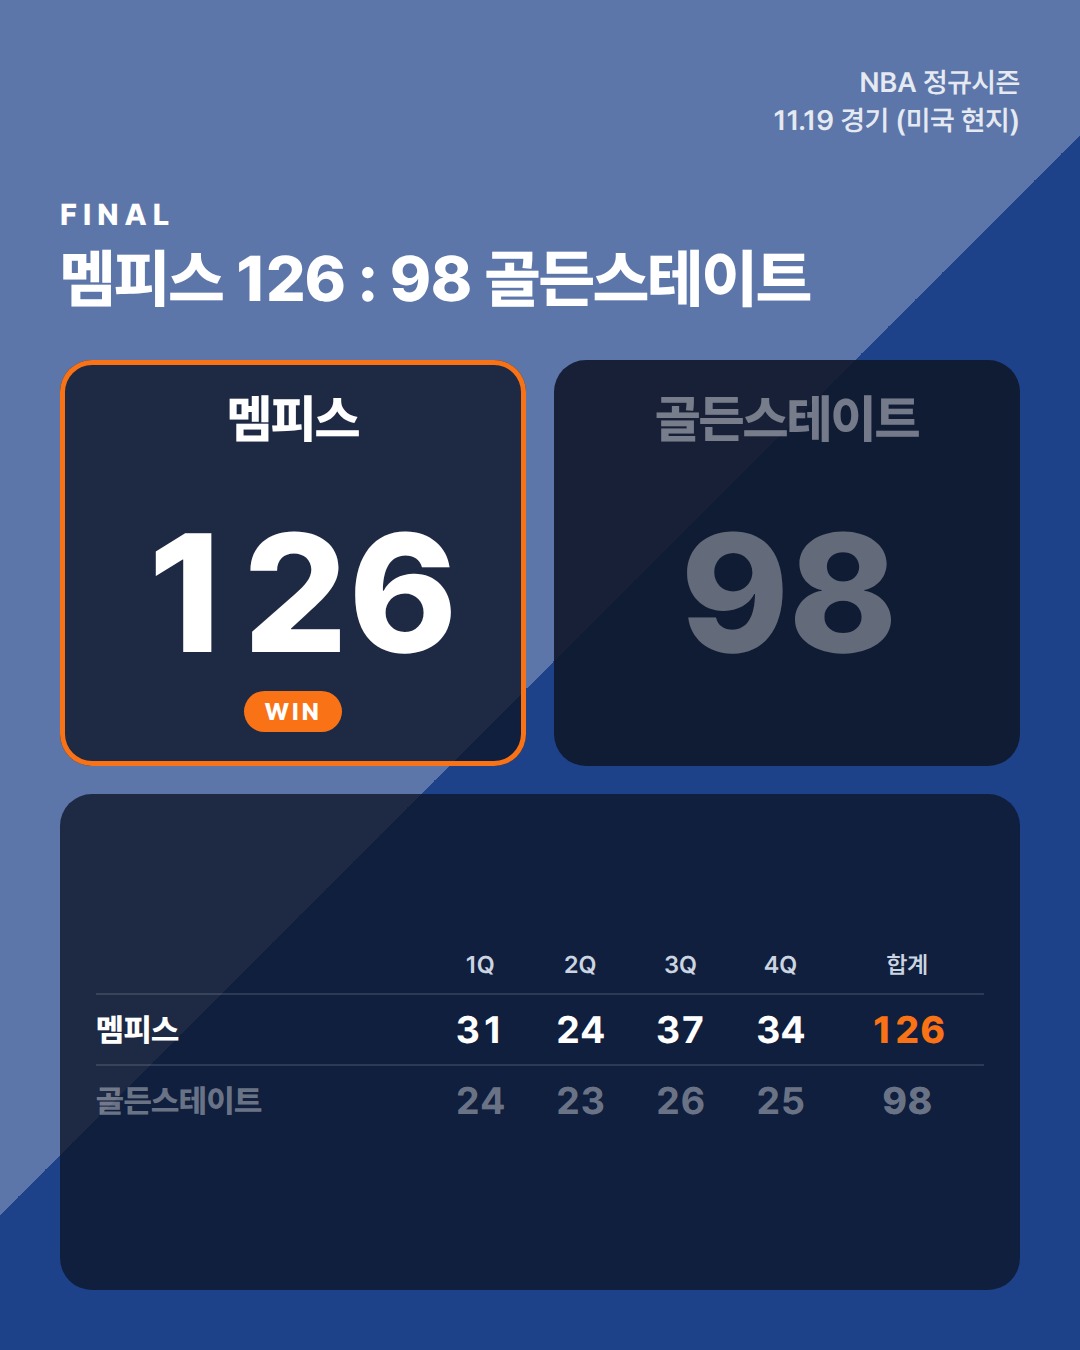 NBA 정규시즌
11.19 경기 (미국 현지)
FINAL
멤피스 126 : 98 골든스테이트
멤피스
126
WIN
골든스테이트
98
1Q 2Q 3Q 4Q 합계
멤피스 31 24 37 34 126
골든스테이트 24 23 26 25 98